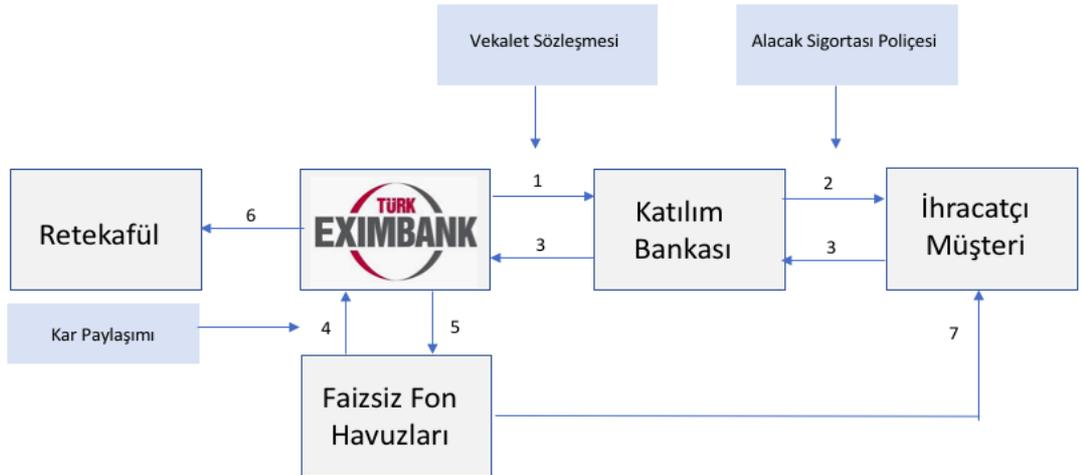 Vekalet Sözleşmesi
Alacak Sigortası Poliçesi
Retekafül
6
TÜRK
EXIMBANK
1
3
Katılım
Bankası
2
3
İhracatçı
Müşteri
Kar Paylaşımı
4
5
7
Faizsiz Fon
Havuzları